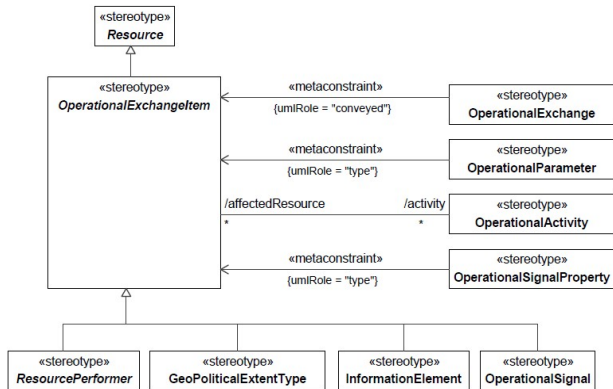 «stereotype»
Resource
«stereotype»
OperationalExchangeItem
«metaconstraint»
{umlRole = "conveyed"}
«stereotype»
OperationalExchange
«metaconstraint»
{umlRole = "type"}
«stereotype»
OperationalParameter
/affectedResource
/activity
*
*
«stereotype»
OperationalActivity
«metaconstraint»
{umlRole = "type"}
«stereotype»
OperationalSignalProperty
«stereotype»
ResourcePerformer
«stereotype»
GeoPoliticalExtentType
«stereotype»
InformationElement
«stereotype»
OperationalSignal